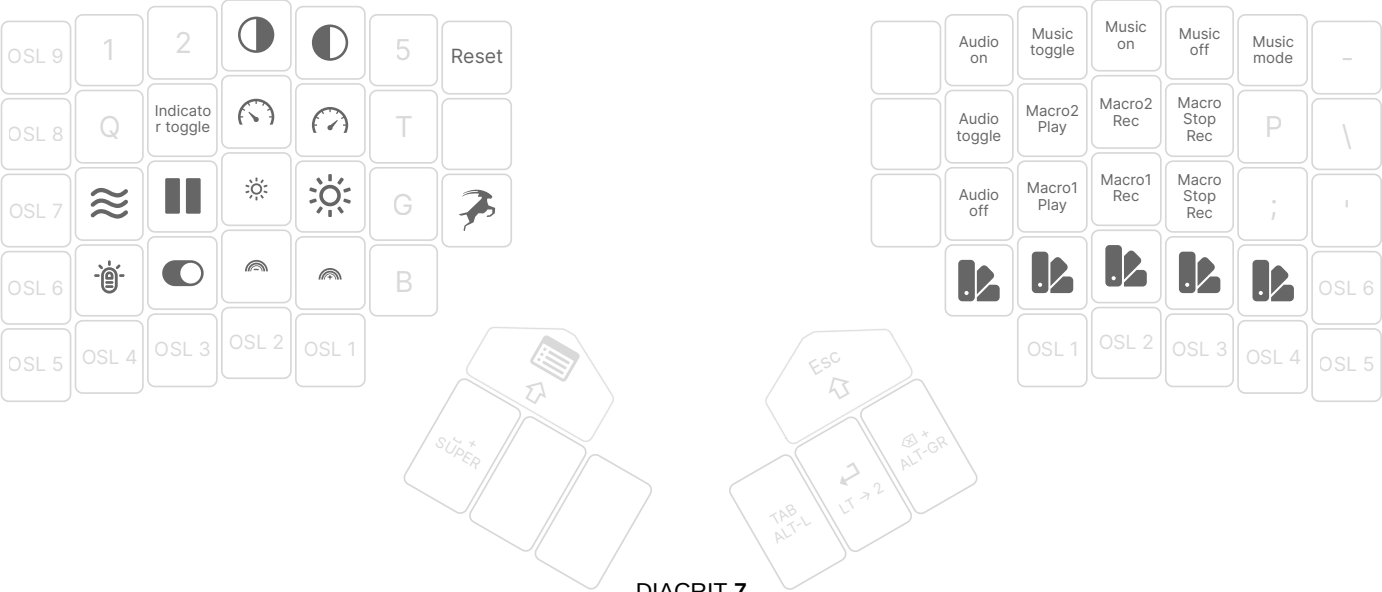 OSL 9
1
2
5
Reset
Audio
on
Music
toggle
Music
on
Music
off
Music
mode
-
OSL 8
Q
Indicato
r toggle
T
Audio
toggle
Macro2
Play
Macro2
Rec
Macro
Stop
Rec
P
\
OSL 7
G
Audio
off
Macro1
Play
Macro1
Rec
Macro
Stop
Rec
;
'
OSL 6
B
OSL 6
OSL 5
OSL 4
OSL 3
OSL 2
OSL 1
OSL 1
OSL 2
OSL 3
OSL 4
OSL 5
Esc
⌣ +
SUPER
TAB
ALT-L
LT → 2
⌫ +
ALT-GR
DIACRIT 7